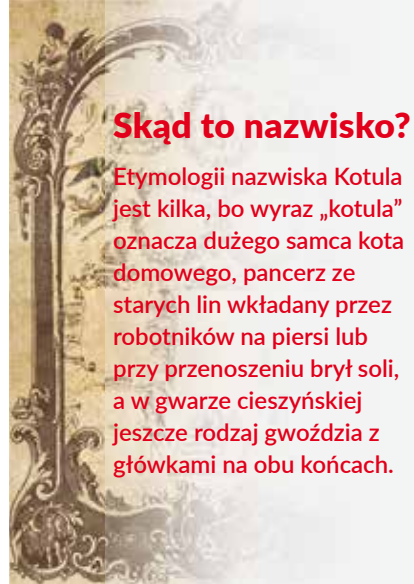 Skąd to nazwisko?
Etymologii nazwiska Kotula
jest kilka, bo wyraz „kotula”
oznacza dużego samca kota
domowego, pancerz ze
starych lin wkładany przez
robotników na piersi lub
przy przenoszeniu brył soli,
a w gwarze cieszyńskiej
jeszcze rodzaj gwoździa z
główkami na obu końcach.